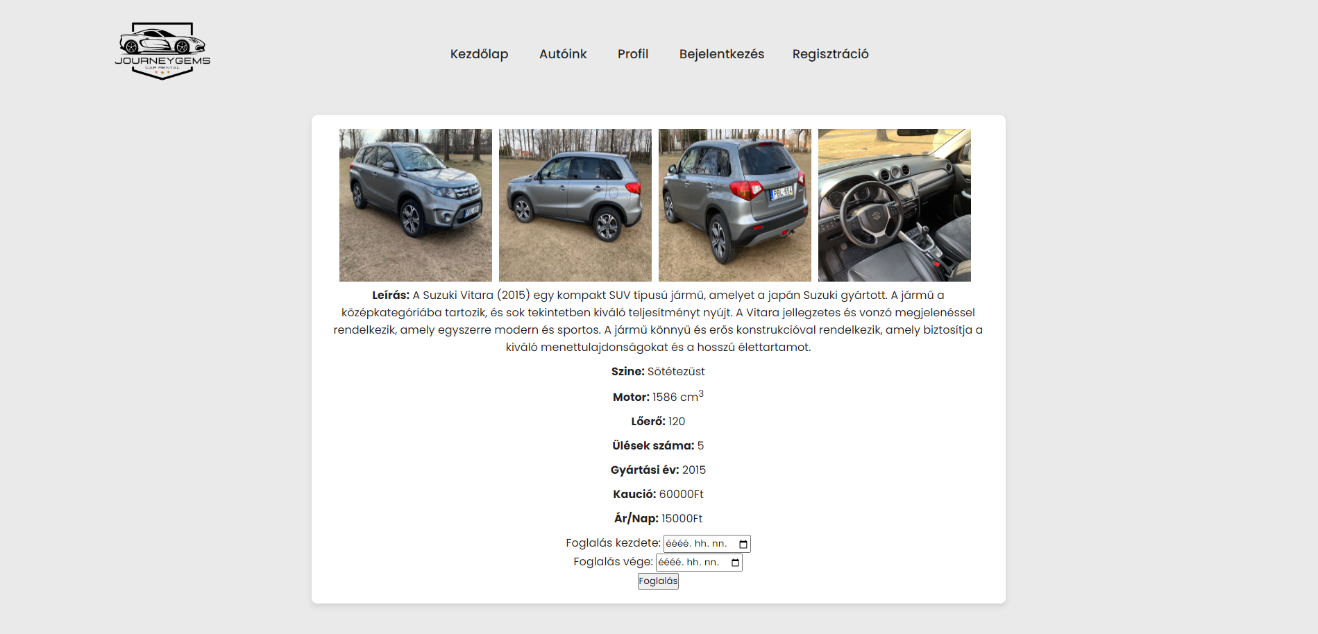 JOURNEYGEMS
CAR RENTAL
Kezdőlap Autóink Profil Bejelentkezés Regisztráció
Leírás: A Suzuki Vitara (2015) egy kompakt SUV típusú jármű, amelyet a japán Suzuki gyártott. A jármű a
középkategóriába tartozik, és sok tekintetben kiváló teljesítményt nyújt. A Vitara jellegzetes és vonzó megjelenéssel
rendelkezik, amely egyszerre modern és sportos. A jármű könnyű és erős konstrukcióval rendelkezik, amely biztosítja a
kiváló menettulajdonságokat és a hosszú élettartamot.
Szine: Sötétezüst
Motor: 1586 cm³
Lőerő: 120
Ülések száma: 5
Gyártási év: 2015
Kaució: 60000Ft
Ár/Nap: 15000Ft
Foglalás kezdete: éééé. hh. nn.
Foglalás vége: éééé. hh. nn.
Foglalás